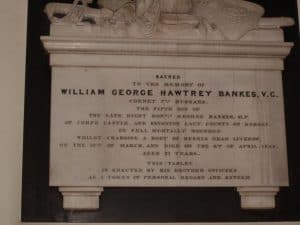 SACRED
TO THE MEMORY OF
WILLIAM GEORGE HAWTREY BANKES, V.C.
CORNET 7TH HUSSARS,
THE FIFTH SON OF
THE LATE RIGHT HONBLE GEORGE BANKES, M.P.
OF CORFE CASTLE, AND KINGSTON LACY, COUNTY OF DORSET.
HE FELL MORTALLY WOUNDED
WHILST CHARGING A BODY OF REBELS NEAR LUCKNOW,
ON THE 19TH OF MARCH, AND DIED ON THE 6TH OF APRIL 1858,
AGED 21 YEARS.
THIS TABLET
IS ERECTED BY HIS BROTHER OFFICERS
AS A TOKEN OF PERSONAL REGARD AND ESTEEM